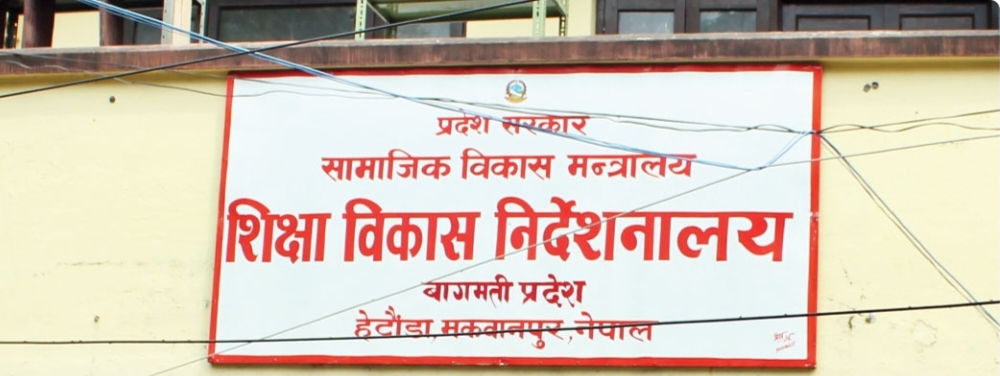 प्रदेश सरकार
सामाजिक विकास मन्त्रालय
शिक्षा विकास निर्देशनालय
बागमती प्रदेश
हेटौंडा, मकवानपुर, नेपाल